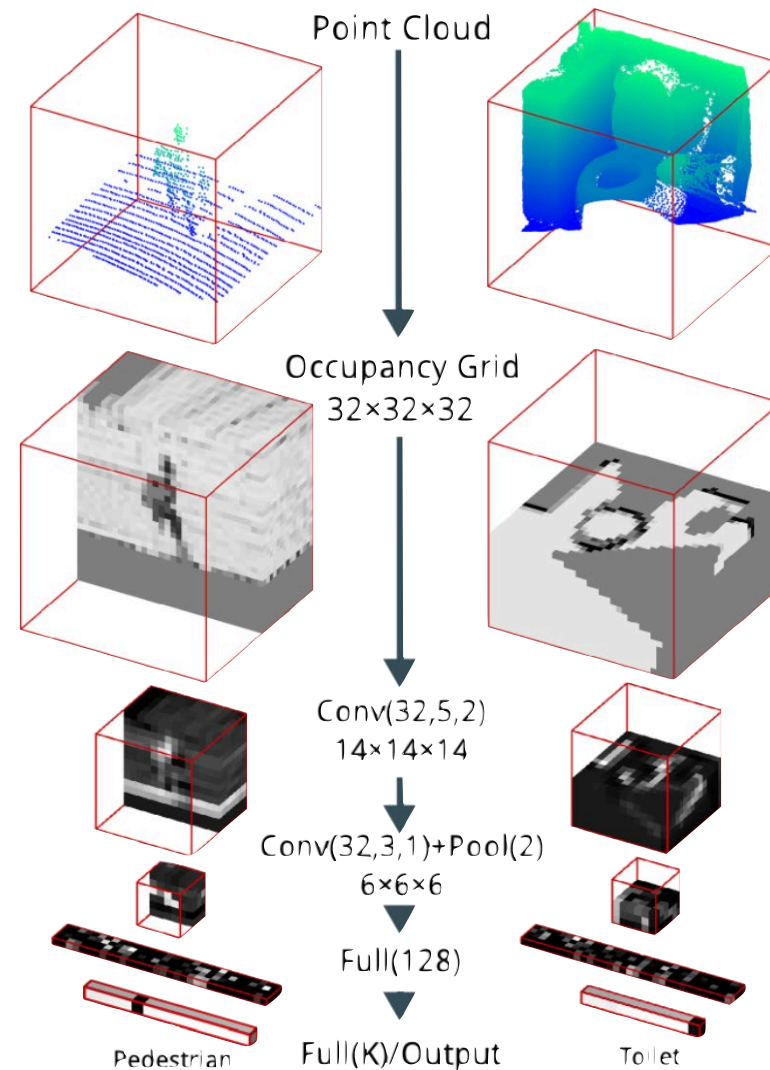 Point Cloud
Occupancy Grid
32×32×32
Conv(32,5,2)
14×14×14
Conv(32,3,1)+Pool(2)
6×6×6
Full(128)
Pedestrian
Full(K)/Output
Toilet